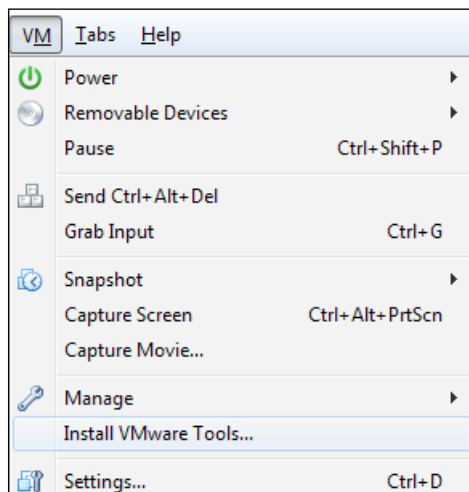 VM Tabs Help
Power
Removable Devices
Pause Ctrl+Shift+P
Send Ctrl+Alt+Del
Grab Input Ctrl+G
Snapshot
Capture Screen Ctrl+Alt+PrtScn
Capture Movie...
Manage
Install VMware Tools...
Settings... Ctrl+D